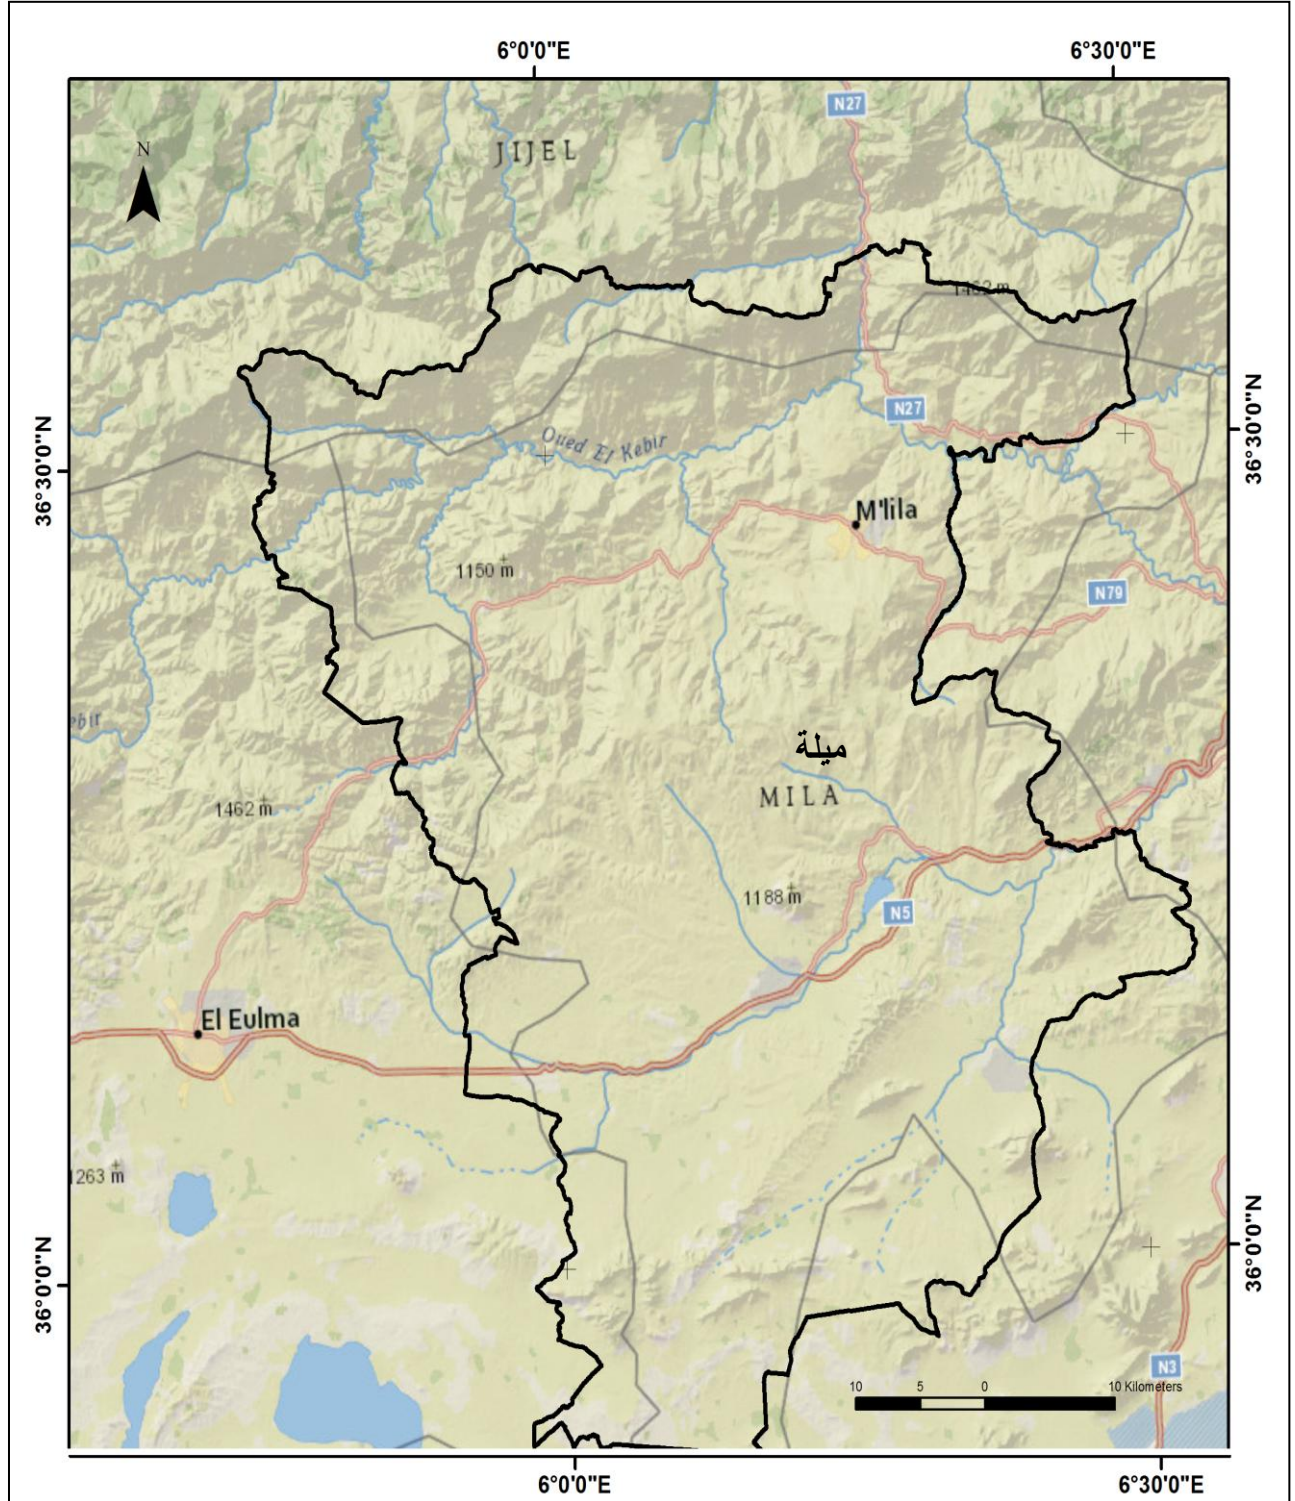 6°0'0"E
6°30'0"E
N27
N
JIJEL
1462 m
N27
36°30'0"N
36°30'0"N
Oued El Kebir
M'lila
1150 m
N79
ebir
ميلة
MILA
1462 m
1188 m
N5
El Eulma
1263 m
36°0'0"N
36°0'0"N
N3
10 5 0 10 Kilometers
6°0'0"E
6°30'0"E